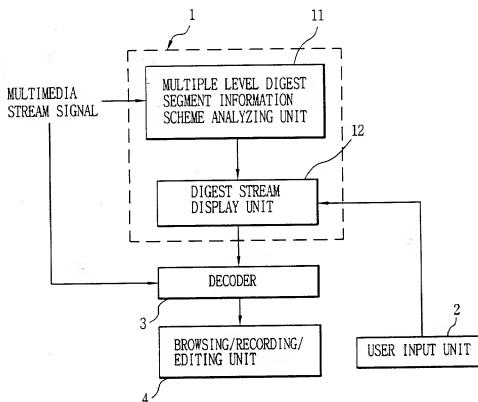 1
11
MULTIPLE LEVEL DIGEST
SEGMENT INFORMATION
SCHEME ANALYZING UNIT
MULTIMEDIA
STREAM SIGNAL
12
DIGEST STREAM
DISPLAY UNIT
DECODER
3
2
BROWSING/RECORDING/
EDITING UNIT
USER INPUT UNIT
4